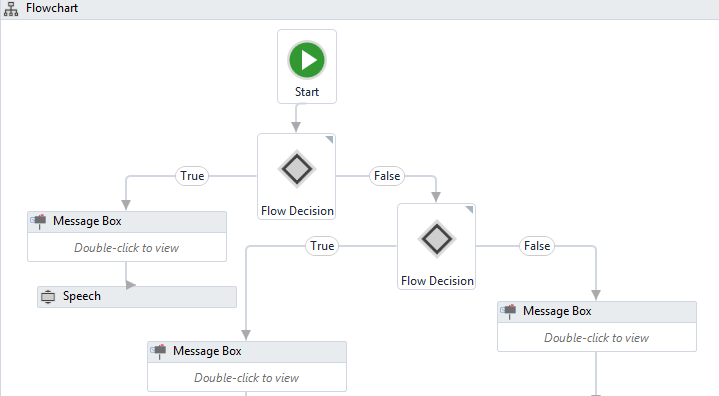 Flowchart
Start
True
False
Flow Decision
Message Box
Double-click to view
True
False
Flow Decision
Speech
Message Box
Double-click to view
Message Box
Double-click to view